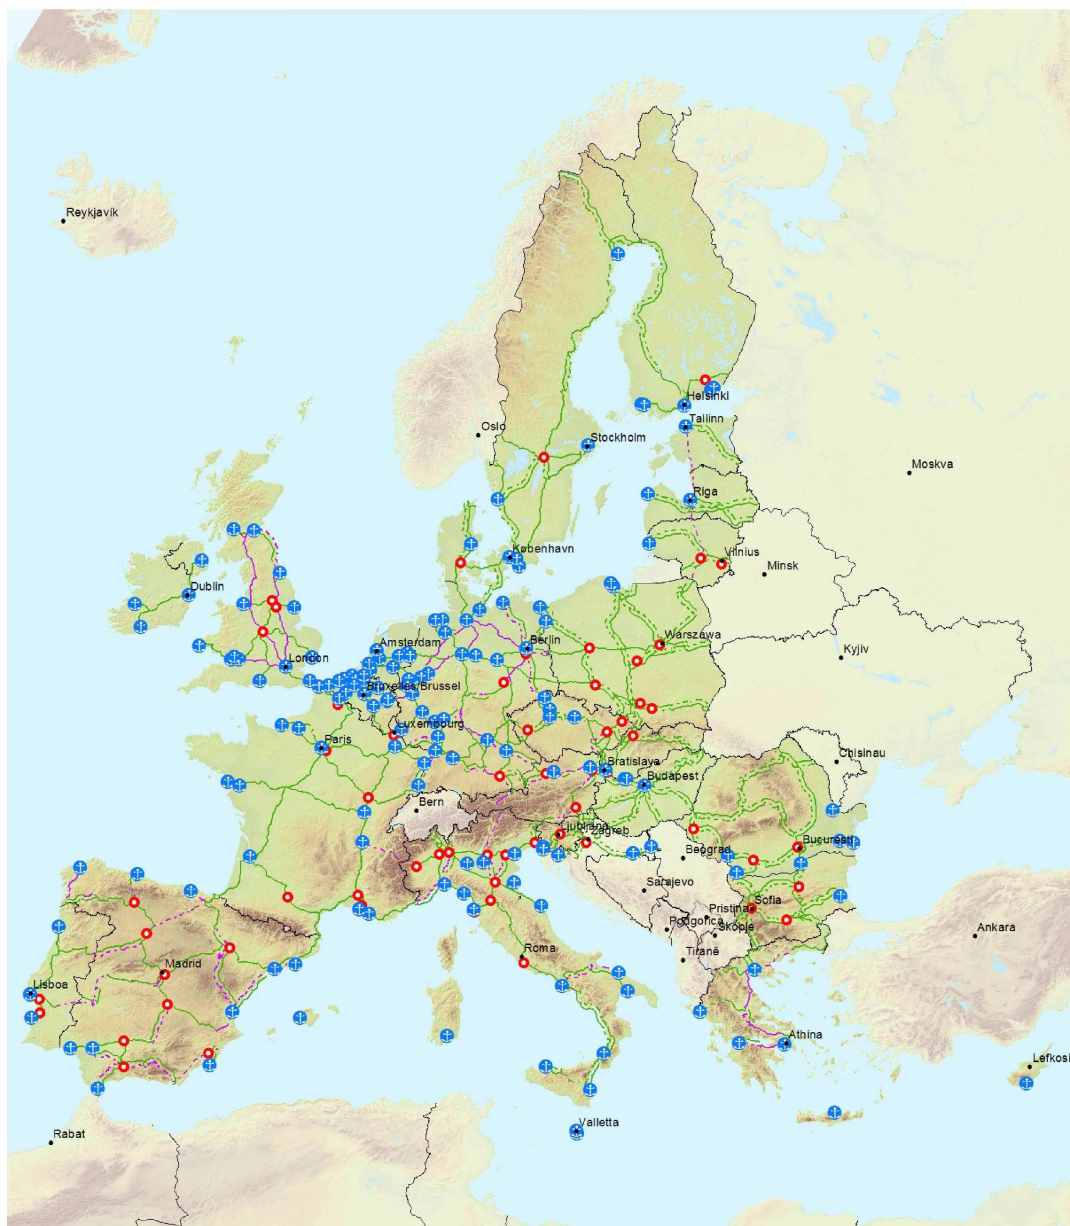 Reykjavík
Oslo
Helsinki
Tallinn
Stockholm
Moskva
Riga
København
Vilnius
Minsk
Dublin
Amsterdam
Berlin
Warszawa
London
Kyjiv
Bruxelles/Brussel
Luxembourg
Paris
Chisinau
Bratislava
Budapest
Bern
Ljubljana
Zagreb
Bucuresti
Beograd
Sarajevo
Sofia
Pristina
Podgorica
Skopje
Ankara
Roma
Tiranë
Madrid
Lisboa
Athina
Lefkosi
Valletta
Rabat